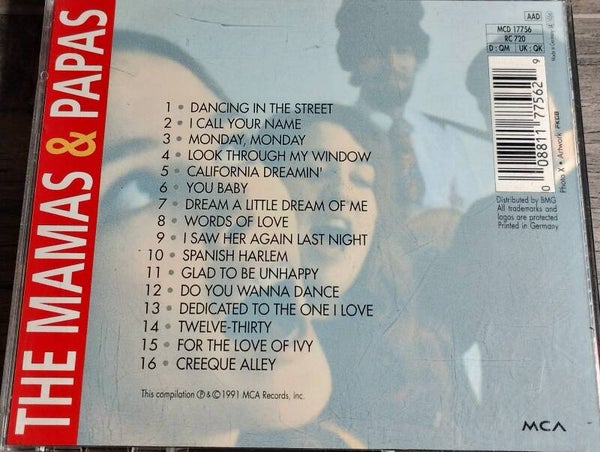 THE MAMAS & PAPAS
1 • DANCING IN THE STREET
2 • I CALL YOUR NAME
3 • MONDAY, MONDAY
4 • LOOK THROUGH MY WINDOW
5 • CALIFORNIA DREAMIN'
6 • YOU BABY
7 • DREAM A LITTLE DREAM OF ME
8 • WORDS OF LOVE
9 • I SAW HER AGAIN LAST NIGHT
10 • SPANISH HARLEM
11 • GLAD TO BE UNHAPPY
12 • DO YOU WANNA DANCE
13 • DEDICATED TO THE ONE I LOVE
14 • TWELVE-THIRTY
15 • FOR THE LOVE OF IVY
16 • CREEQUE ALLEY
This compilation ℗ & © 1991 MCA Records, Inc.
AAD
MCD 17756
RC 720
D : QM UK : QK
Made in Germany
0 08811 77562 9
Photo X • Artwork
Distributed by BMG
All trademarks and
logos are protected
Printed in Germany
MCA